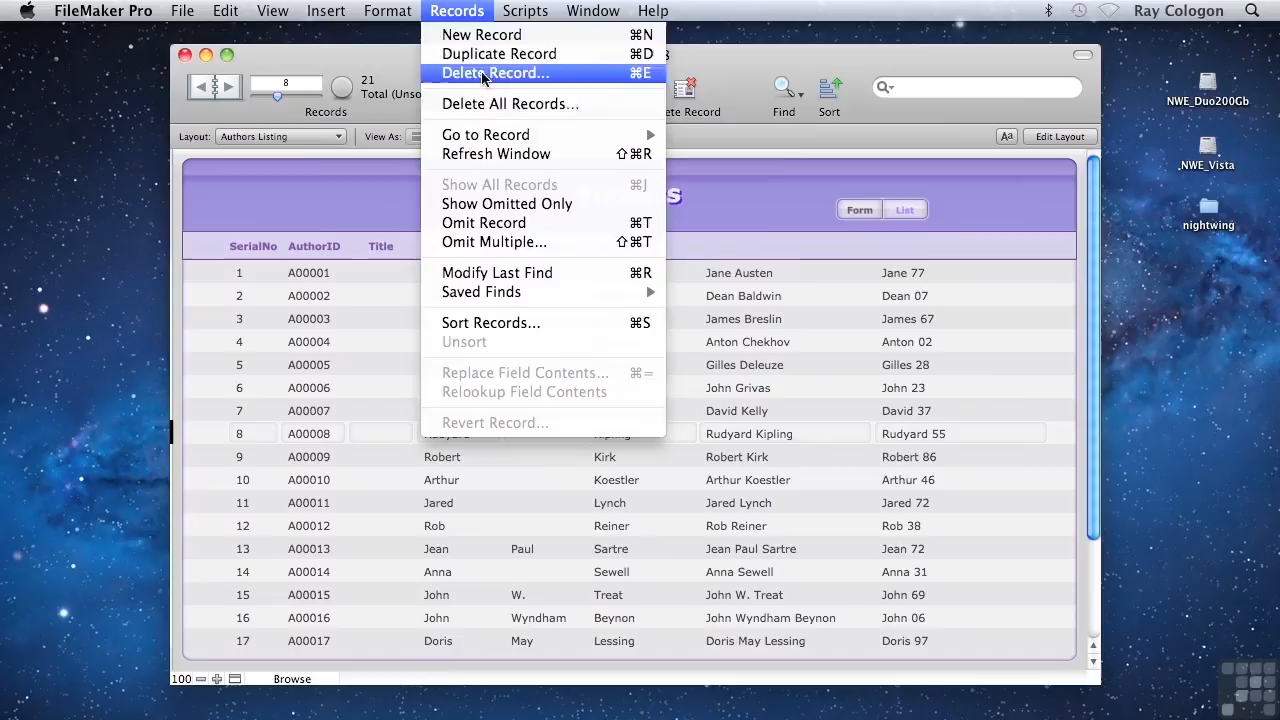 FileMaker Pro File Edit View Insert Format Records Scripts Window Help Ray Cologon
New Record ⌘N
Duplicate Record ⌘D
Delete Record... ⌘E
Delete All Records...
Go to Record
Refresh Window ⇧⌘R
Show All Records ⌘J
Show Omitted Only
Omit Record ⌘T
Omit Multiple... ⇧⌘T
Modify Last Find ⌘R
Saved Finds
Sort Records... ⌘S
Unsort
Replace Field Contents... ⌘=
Relookup Field Contents
Revert Record...
8
21
Total (Unso
Records
lete Record
Find
Sort
Layout: Authors Listing View As: Aa Edit Layout
Form List
SerialNo AuthorID Title
1 A00001 Jane Austen Jane 77
2 A00002 Dean Baldwin Dean 07
3 A00003 James Breslin James 67
4 A00004 Anton Chekhov Anton 02
5 A00005 Gilles Deleuze Gilles 28
6 A00006 John Grivas John 23
7 A00007 David Kelly David 37
8 A00008 Rudyard Kipling Rudyard Kipling Rudyard 55
9 A00009 Robert Kirk Robert Kirk Robert 86
10 A00010 Arthur Koestler Arthur Koestler Arthur 46
11 A00011 Jared Lynch Jared Lynch Jared 72
12 A00012 Rob Reiner Rob Reiner Rob 38
13 A00013 Jean Paul Sartre Jean Paul Sartre Jean 72
14 A00014 Anna Sewell Anna Sewell Anna 31
15 A00015 John W. Treat John W. Treat John 69
16 A00016 John Wyndham Beynon John Wyndham Beynon John 06
17 A00017 Doris May Lessing Doris May Lessing Doris 97
100 Browse
NWE_Duo200Gb
NWE_Vista
nightwing